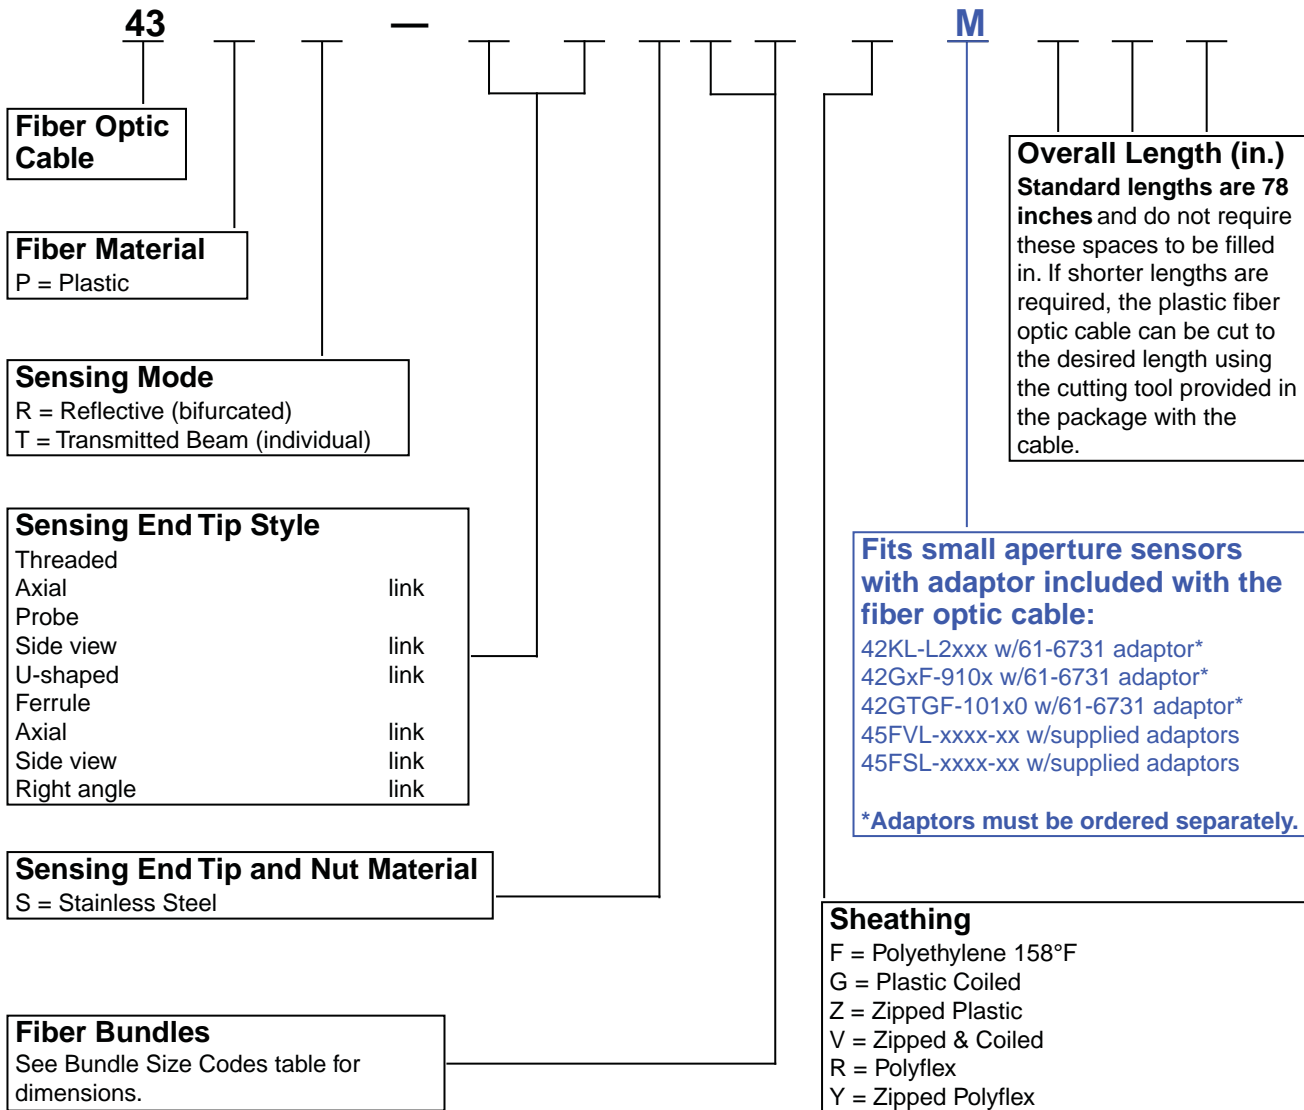 43 — M
Fiber Optic
Cable
Fiber Material
P = Plastic
Sensing Mode
R = Reflective (bifurcated)
T = Transmitted Beam (individual)
Sensing End Tip Style
Threaded
Axial link
Probe
Side view link
U-shaped link
Ferrule
Axial link
Side view link
Right angle link
Sensing End Tip and Nut Material
S = Stainless Steel
Fiber Bundles
See Bundle Size Codes table for
dimensions.
Overall Length (in.)
Standard lengths are 78
inches and do not require
these spaces to be filled
in. If shorter lengths are
required, the plastic fiber
optic cable can be cut to
the desired length using
the cutting tool provided in
the package with the
cable.
Fits small aperture sensors
with adaptor included with the
fiber optic cable:
42KL-L2xxx w/61-6731 adaptor*
42GxF-910x w/61-6731 adaptor*
42GTGF-101x0 w/61-6731 adaptor*
45FVL-xxxx-xx w/supplied adaptors
45FSL-xxxx-xx w/supplied adaptors
*Adaptors must be ordered separately.
Sheathing
F = Polyethylene 158°F
G = Plastic Coiled
Z = Zipped Plastic
V = Zipped & Coiled
R = Polyflex
Y = Zipped Polyflex